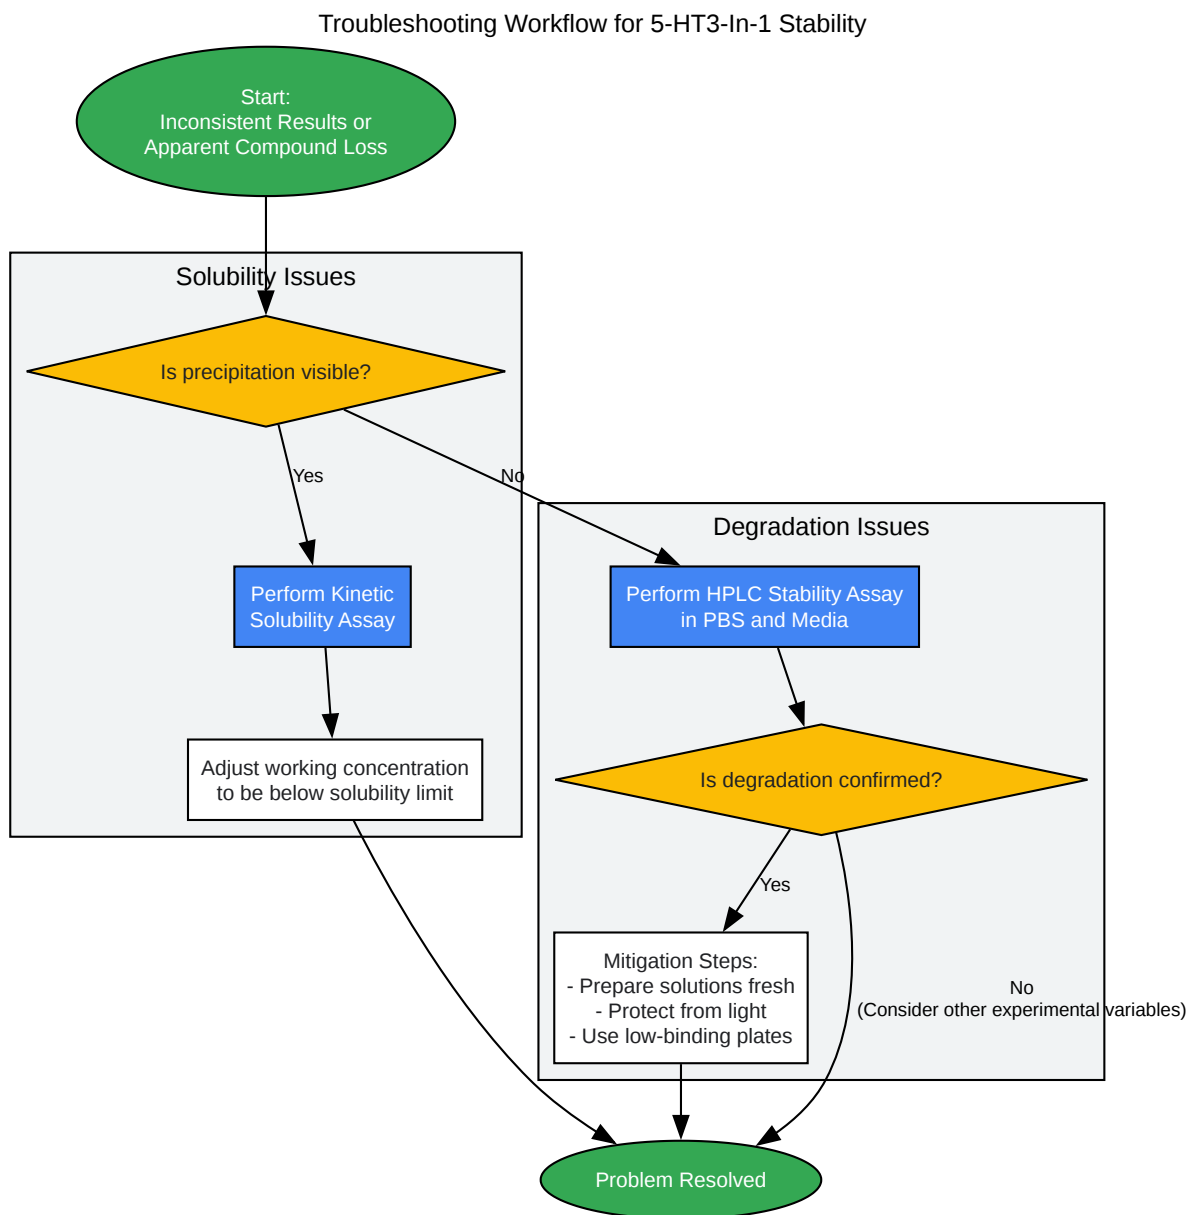 Troubleshooting Workflow for 5-HT3-In-1 Stability
Start:
Inconsistent Results or
Apparent Compound Loss
Solubility Issues
Is precipitation visible?
Yes
No
Degradation Issues
Perform Kinetic
Solubility Assay
Perform HPLC Stability Assay
in PBS and Media
Adjust working concentration
to be below solubility limit
Is degradation confirmed?
Yes
Mitigation Steps:
- Prepare solutions fresh
- Protect from light
- Use low-binding plates
No
(Consider other experimental variables)
Problem Resolved